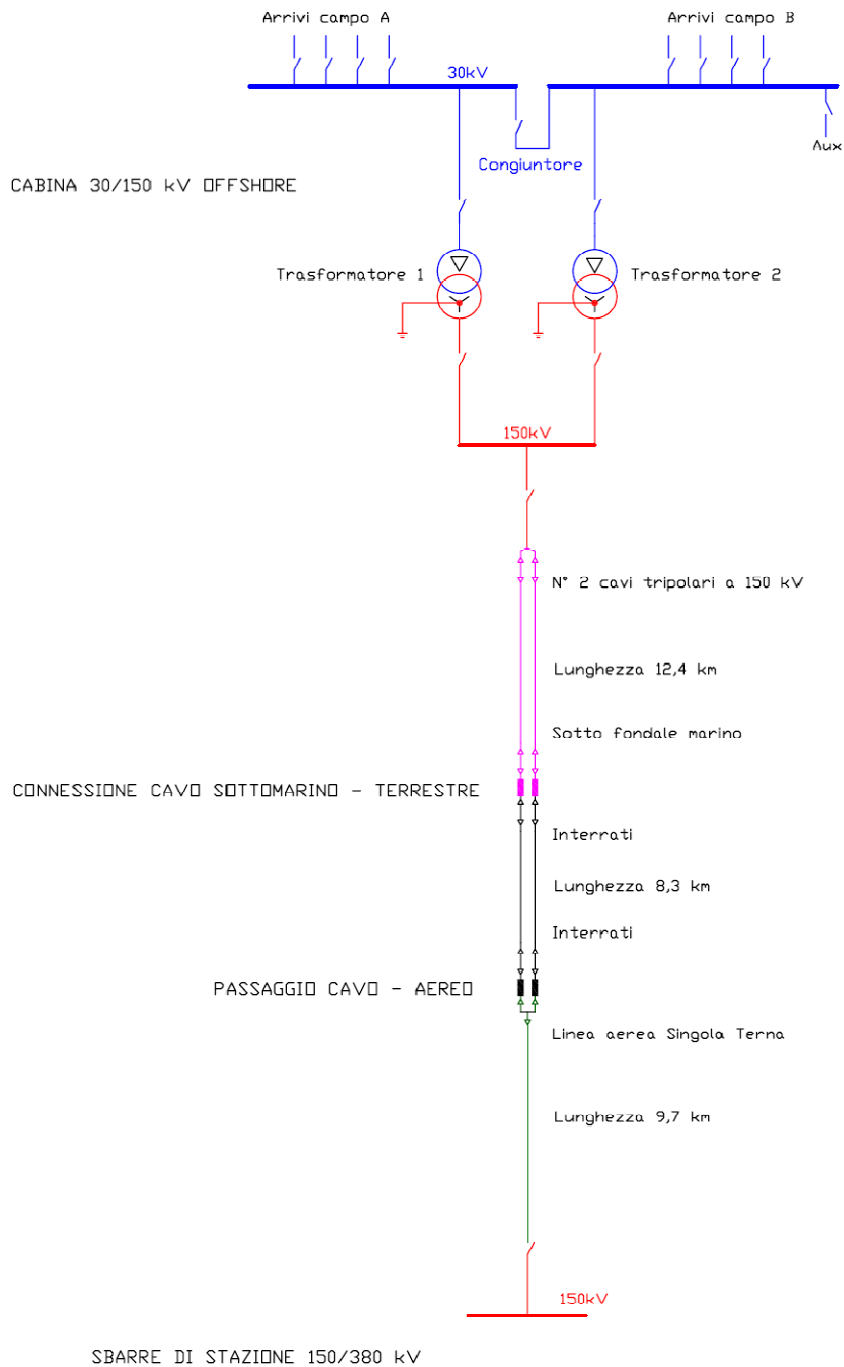 Arrivi campo A
Arrivi campo B
30kV
Aux
Congiuntore
CABINA 30/150 kV OFFSHORE
Trasformatore 1
Trasformatore 2
150kV
N° 2 cavi tripolari a 150 kV
Lunghezza 12,4 km
Sotto fondale marino
CONNESSIONE CAVO SOTTOMARINO - TERRESTRE
Interrati
Lunghezza 8,3 km
Interrati
PASSAGGIO CAVO - AEREO
Linea aerea Singola Terna
Lunghezza 9,7 km
150kV
SBARRE DI STAZIONE 150/380 kV